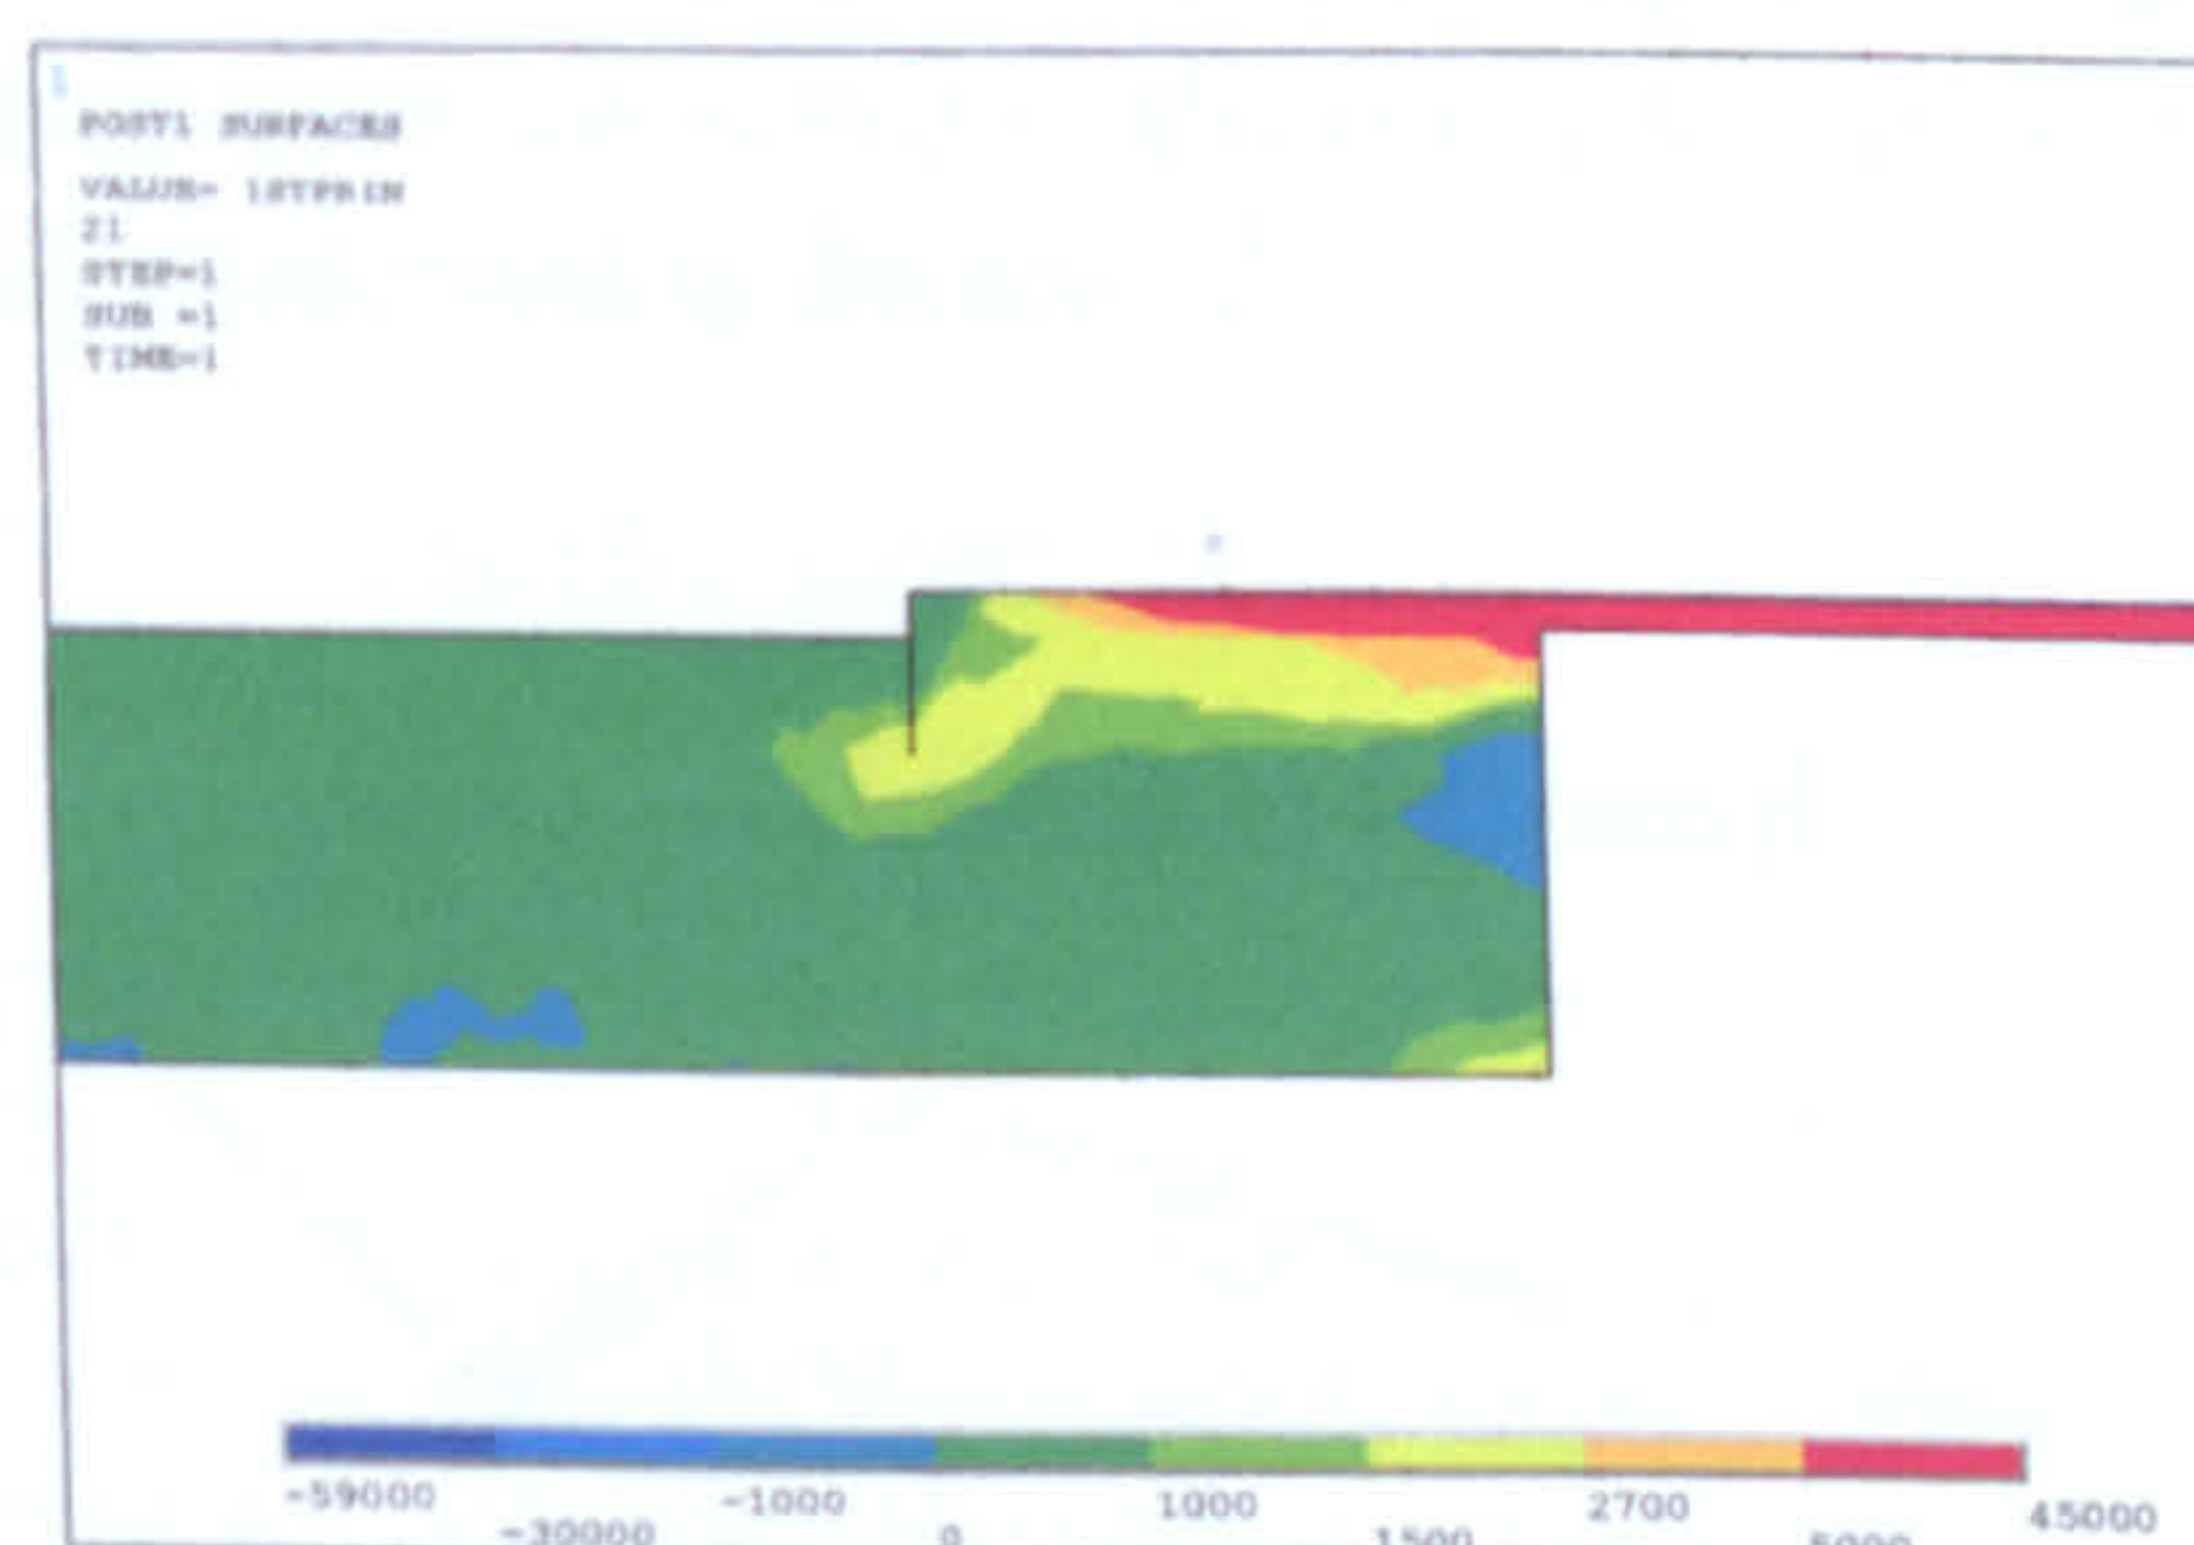 POST1 SURFACES
VALUE= 1STPRIN
21
STEP=1
SUB =1
TIME=1
-59000 -1000 1000 2700 45000
-30000 0 1500 5000